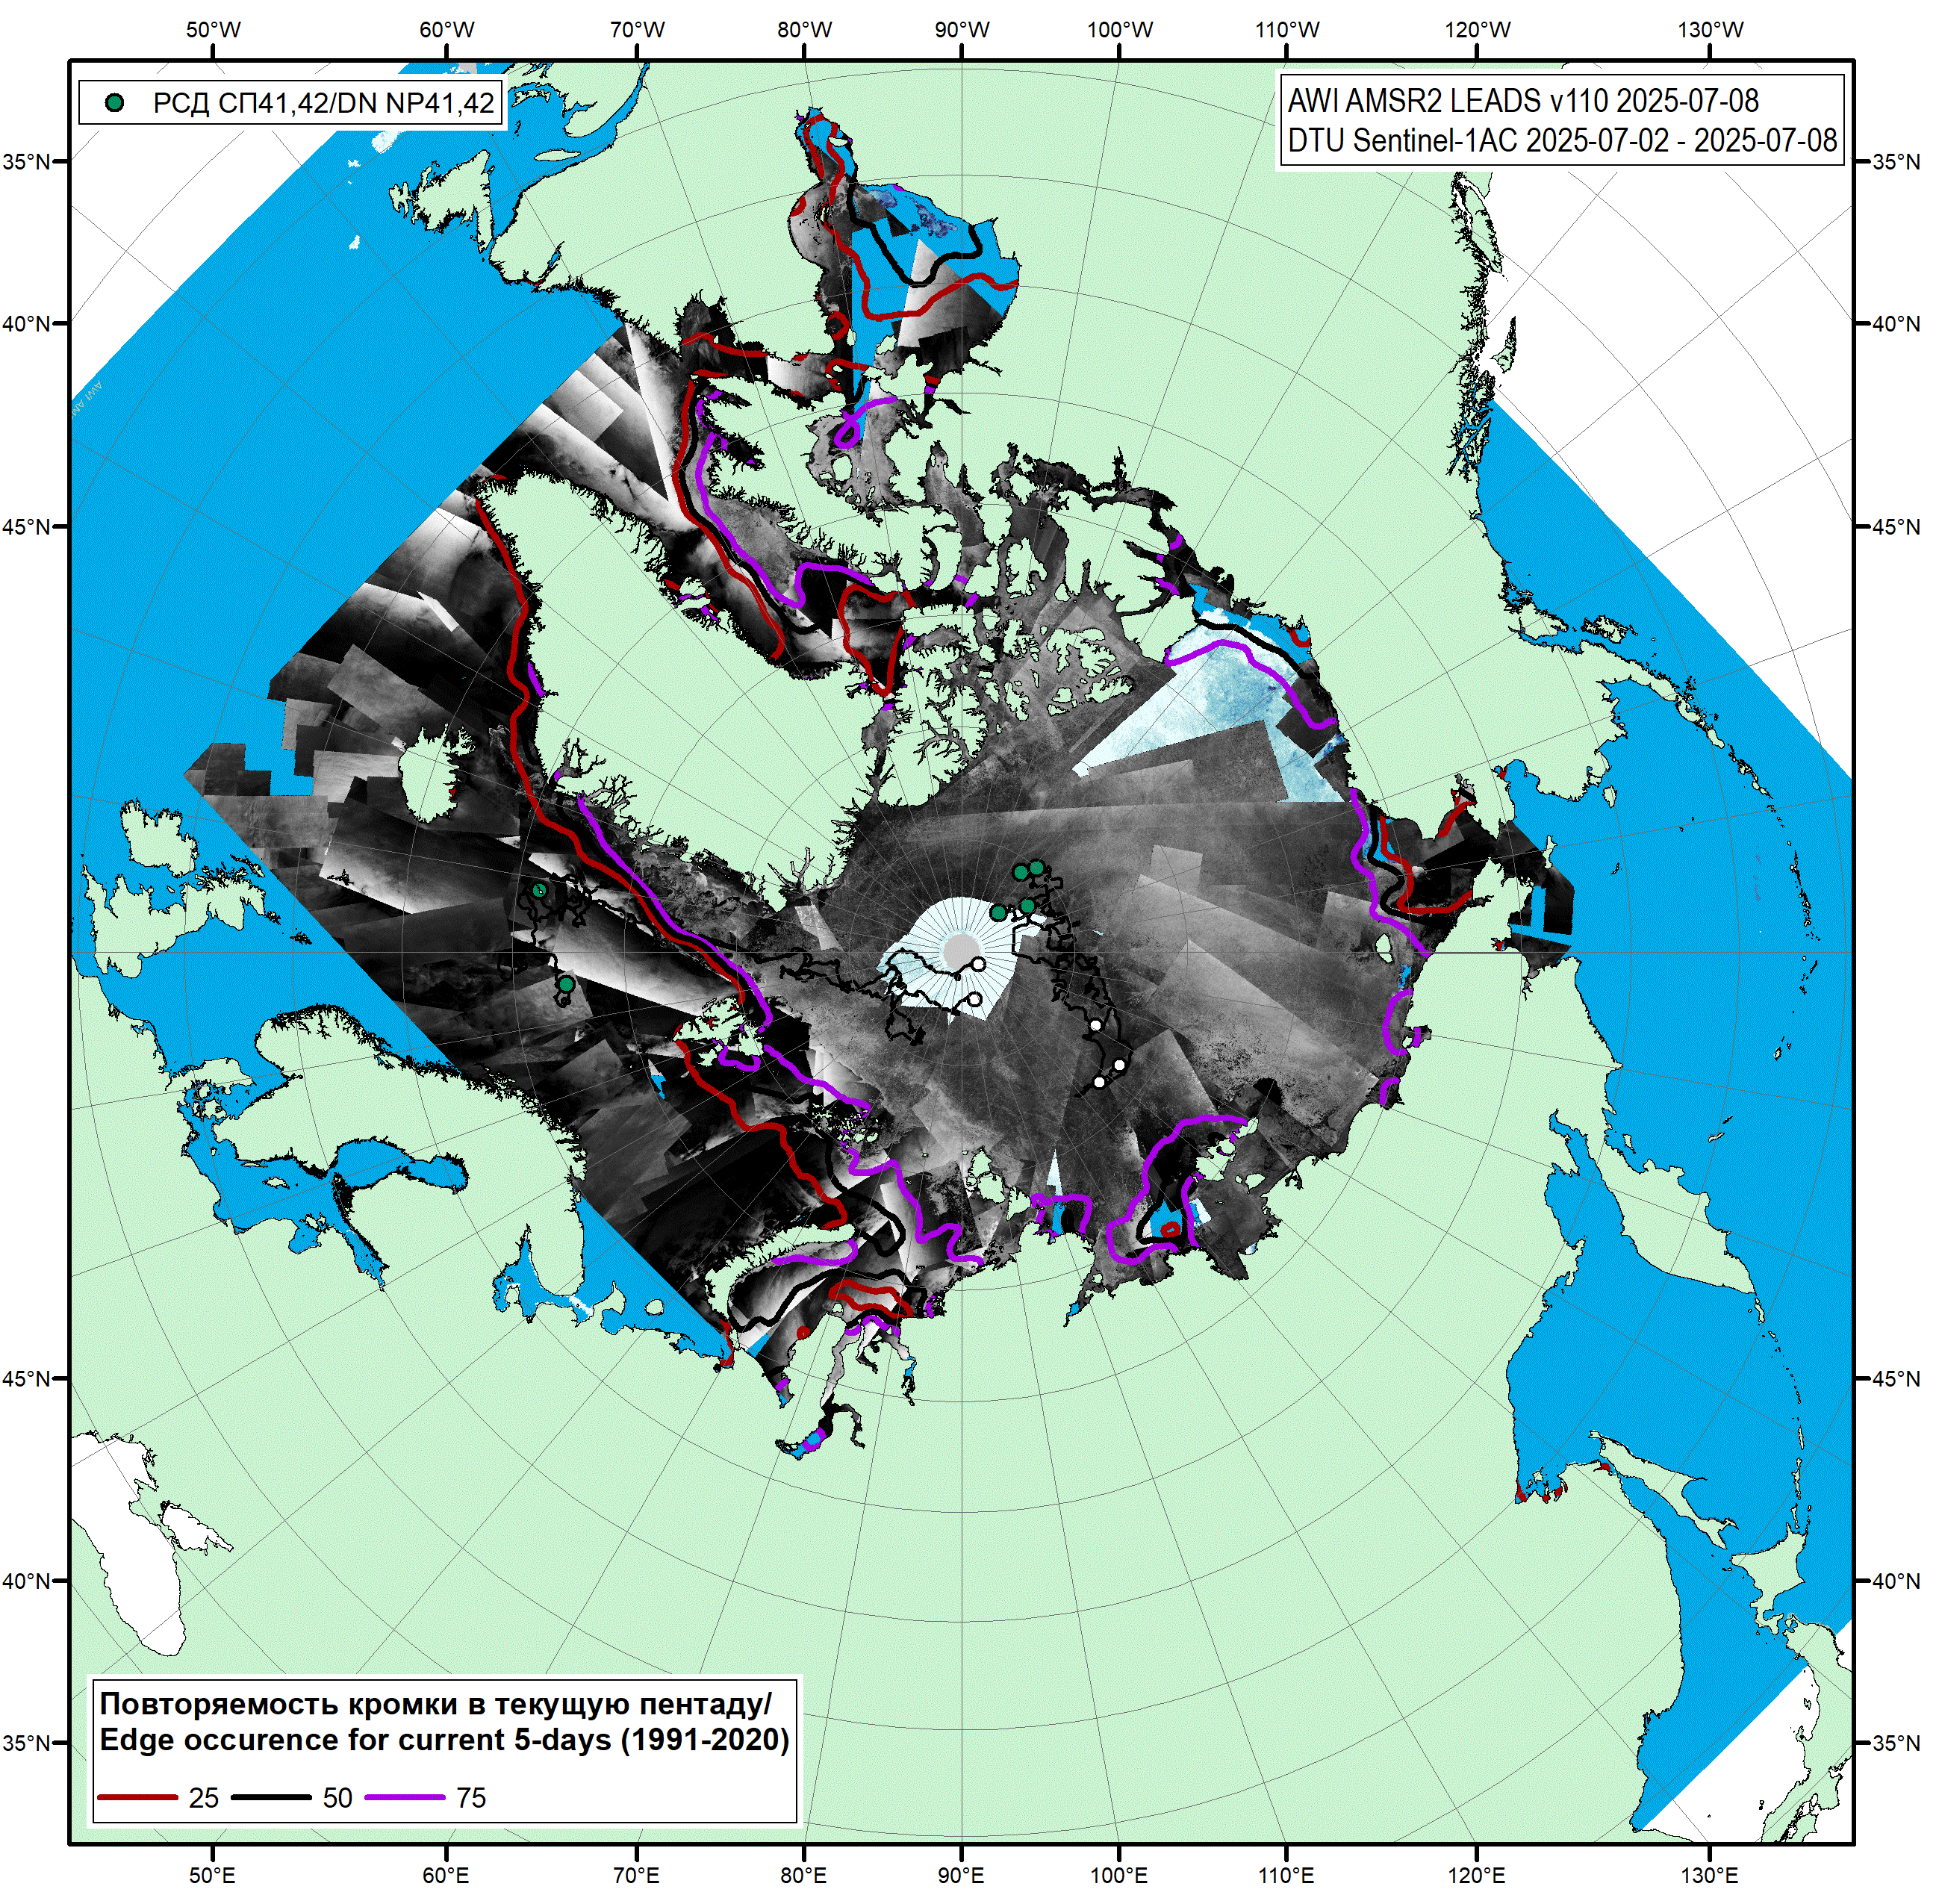 50°W 60°W 70°W 80°W 90°W 100°W 110°W 120°W 130°W
РСД СП41,42/DN NP41,42
AWI AMSR2 LEADS v110 2025-07-08
DTU Sentinel-1AC 2025-07-02 - 2025-07-08
35°N 35°N
40°N 40°N
45°N 45°N
45°N 45°N
40°N 40°N
35°N 35°N
Повторяемость кромки в текущую пентаду/
Edge occurence for current 5-days (1991-2020)
25 50 75
50°E 60°E 70°E 80°E 90°E 100°E 110°E 120°E 130°E